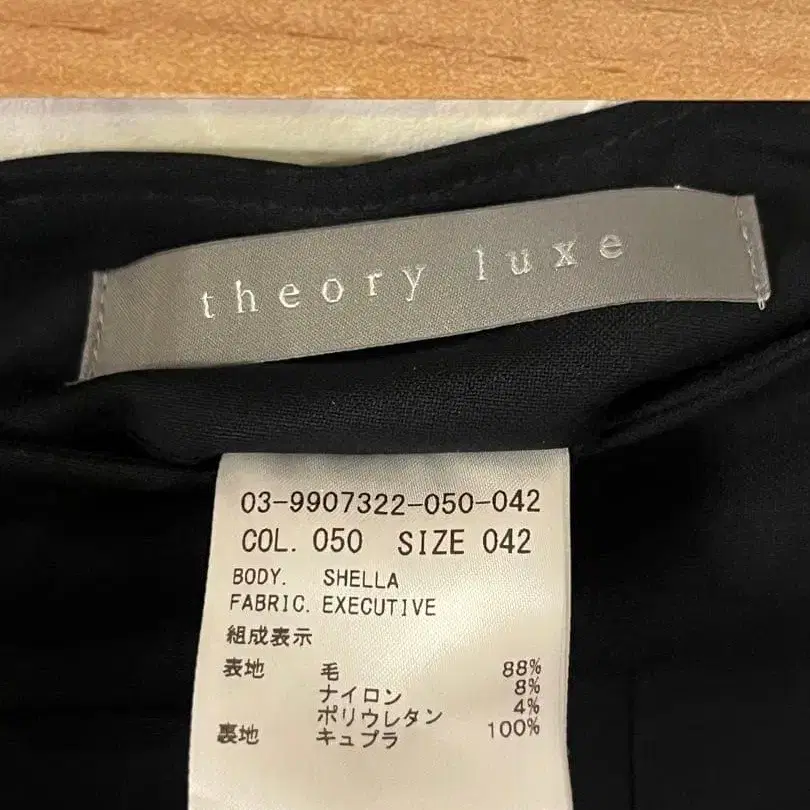 theory luxe
03-9907322-050-042
COL. 050 SIZE 042
BODY. SHELLA
FABRIC. EXECUTIVE
組成表示
表地 毛 88%
ナイロン 8%
ポリウレタン 4%
裏地 キュプラ 100%